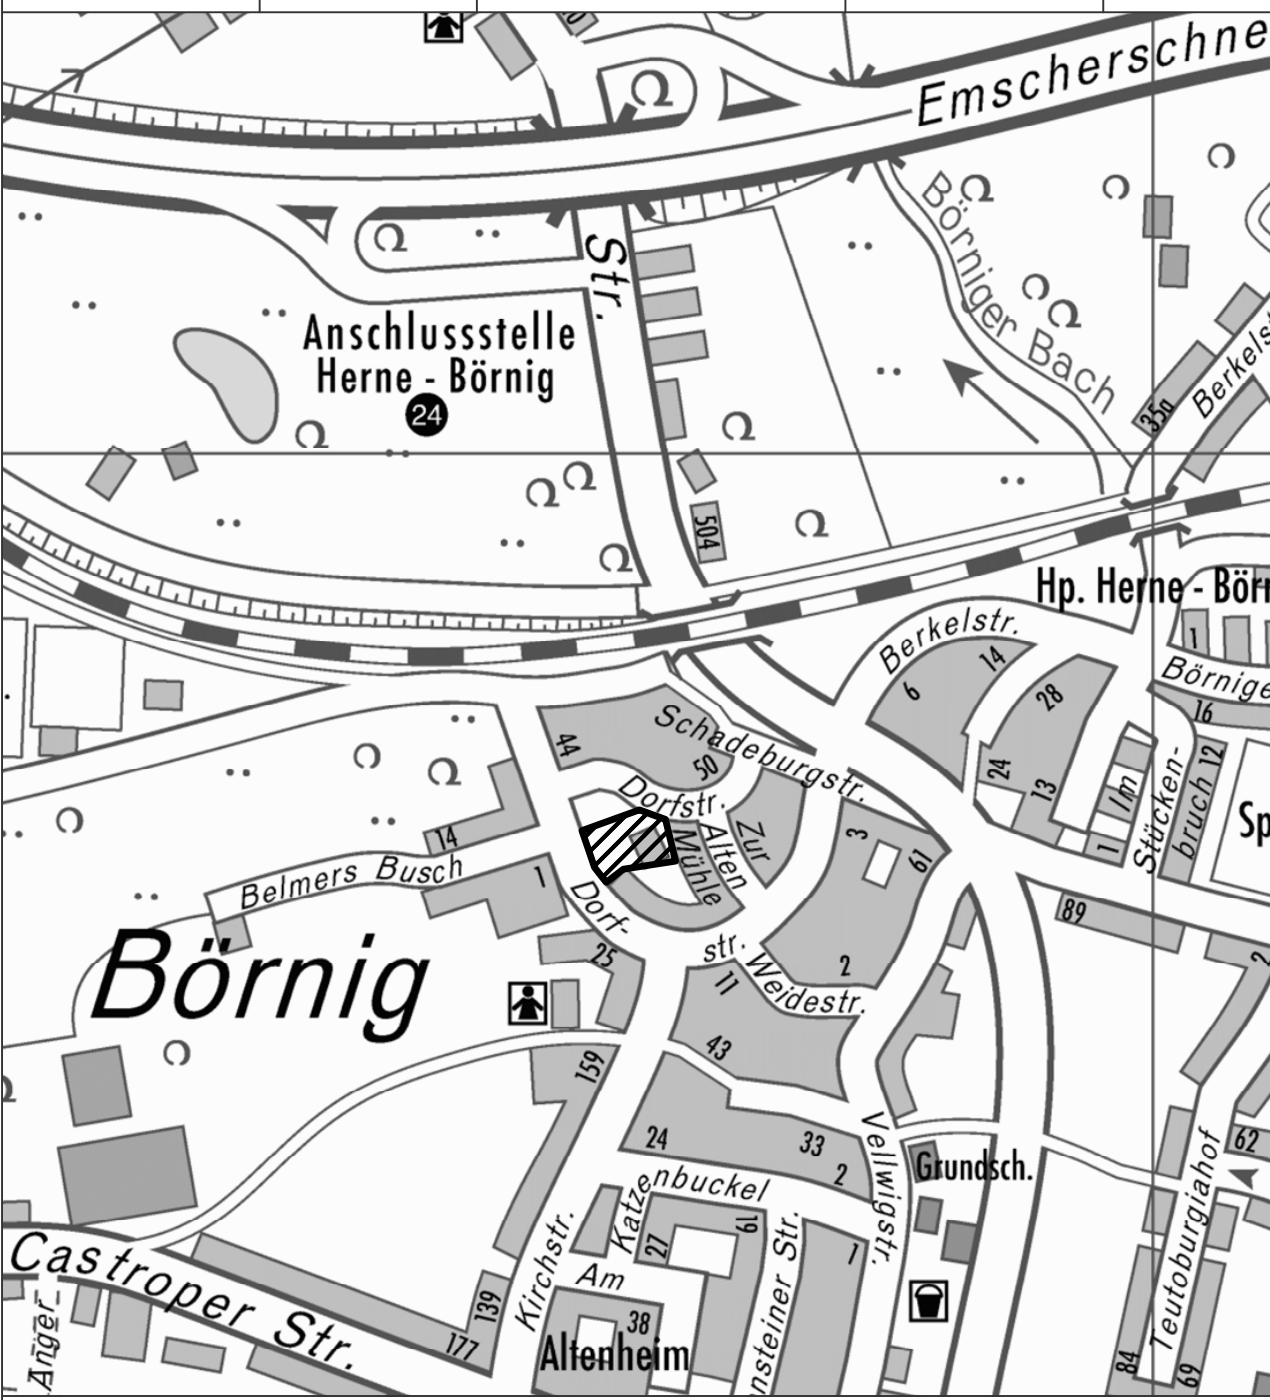 Emscherschne
Str.
Börniger Bach
Anschlussstelle
Herne - Börnig
24
35a
Berkelst
504
Hp. Herne - Börn
Berkelstr.
14
6
28
1
Börnige
16
Schadeburgstr.
44
50
24
13
Im
1
Stücken-
bruch
12
Sp
Dorfstr.
Zur
Alten
Mühle
3
61
14
Belmers Busch
1
Dorf-
str.
25
Börnig
11
Weidestr.
2
89
2
43
159
24
33
2
Vellwigstr.
Grundsch.
62
Teutoburgiahof
Katzenbuckel
Kirchstr.
27
19
1
Am
38
Altenheim
nsteiner Str.
Castroper Str.
Anger
139
177
84
69